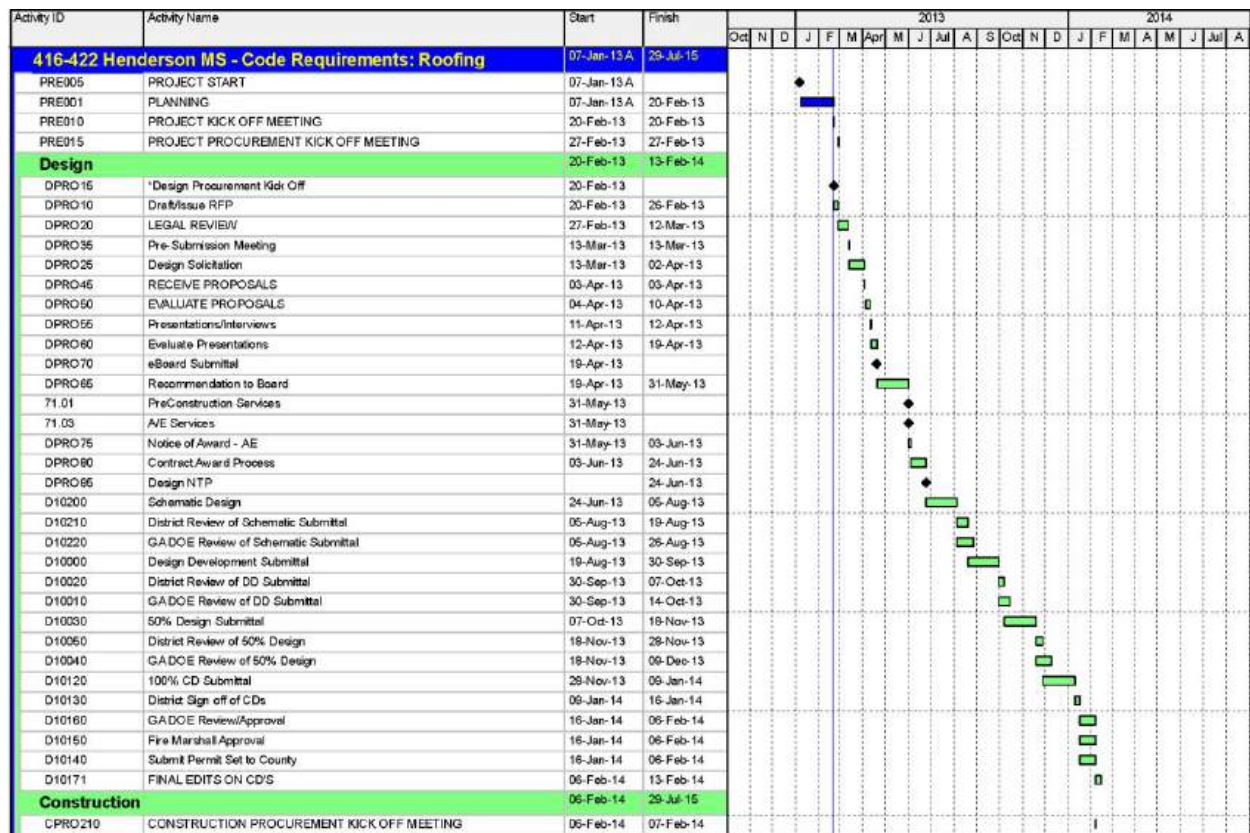 Activity ID Activity Name Start Finish 2013 2014
Oct N D J F M Apr M J Jul A S Oct N D J F M A M J Jul A
416-422 Henderson MS - Code Requirements: Roofing 07-Jan-13 A 29-Jul-15
PRE005 PROJECT START 07-Jan-13 A
PRE001 PLANNING 07-Jan-13 A 20-Feb-13
PRE010 PROJECT KICK OFF MEETING 20-Feb-13 20-Feb-13
PRE015 PROJECT PROCUREMENT KICK OFF MEETING 27-Feb-13 27-Feb-13
Design 20-Feb-13 13-Feb-14
DPRO15 *Design Procurement Kick Off 20-Feb-13
DPRO10 Draft/Issue RFP 20-Feb-13 26-Feb-13
DPRO20 LEGAL REVIEW 27-Feb-13 12-Mar-13
DPRO35 Pre-Submission Meeting 13-Mar-13 13-Mar-13
DPRO25 Design Solicitation 13-Mar-13 02-Apr-13
DPRO45 RECEIVE PROPOSALS 03-Apr-13 03-Apr-13
DPRO50 EVALUATE PROPOSALS 04-Apr-13 10-Apr-13
DPRO55 Presentations/Interviews 11-Apr-13 12-Apr-13
DPRO60 Evaluate Presentations 12-Apr-13 19-Apr-13
DPRO70 eBoard Submittal 19-Apr-13
DPRO65 Recommendation to Board 19-Apr-13 31-May-13
71.01 PreConstruction Services 31-May-13
71.03 A/E Services 31-May-13
DPRO75 Notice of Award - AE 31-May-13 03-Jun-13
DPRO80 Contract Award Process 03-Jun-13 24-Jun-13
DPRO85 Design NTP 24-Jun-13
D10200 Schematic Design 24-Jun-13 05-Aug-13
D10210 District Review of Schematic Submittal 05-Aug-13 19-Aug-13
D10220 GADOE Review of Schematic Submittal 05-Aug-13 26-Aug-13
D10000 Design Development Submittal 19-Aug-13 30-Sep-13
D10020 District Review of DD Submittal 30-Sep-13 07-Oct-13
D10010 GADOE Review of DD Submittal 30-Sep-13 14-Oct-13
D10030 50% Design Submittal 07-Oct-13 18-Nov-13
D10050 District Review of 50% Design 18-Nov-13 28-Nov-13
D10040 GADOE Review of 50% Design 18-Nov-13 09-Dec-13
D10120 100% CD Submittal 28-Nov-13 09-Jan-14
D10130 District Sign off of CDs 09-Jan-14 16-Jan-14
D10160 GADOE Review/Approval 16-Jan-14 06-Feb-14
D10150 Fire Marshall Approval 16-Jan-14 06-Feb-14
D10140 Submit Permit Set to County 16-Jan-14 06-Feb-14
D10171 FINAL EDITS ON CD'S 06-Feb-14 13-Feb-14
Construction 06-Feb-14 29-Jul-15
CPRO210 CONSTRUCTION PROCUREMENT KICK OFF MEETING 06-Feb-14 07-Feb-14